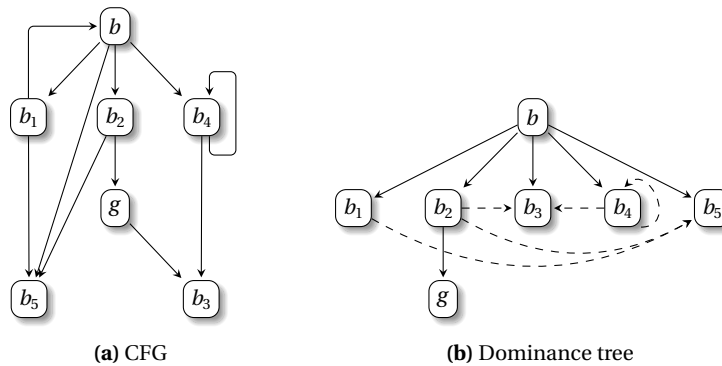 b
b₁ b₂ b₄
g
b₅ b₃
(a) CFG
b
b₁ b₂ b₃ b₄ b₅
g
(b) Dominance tree